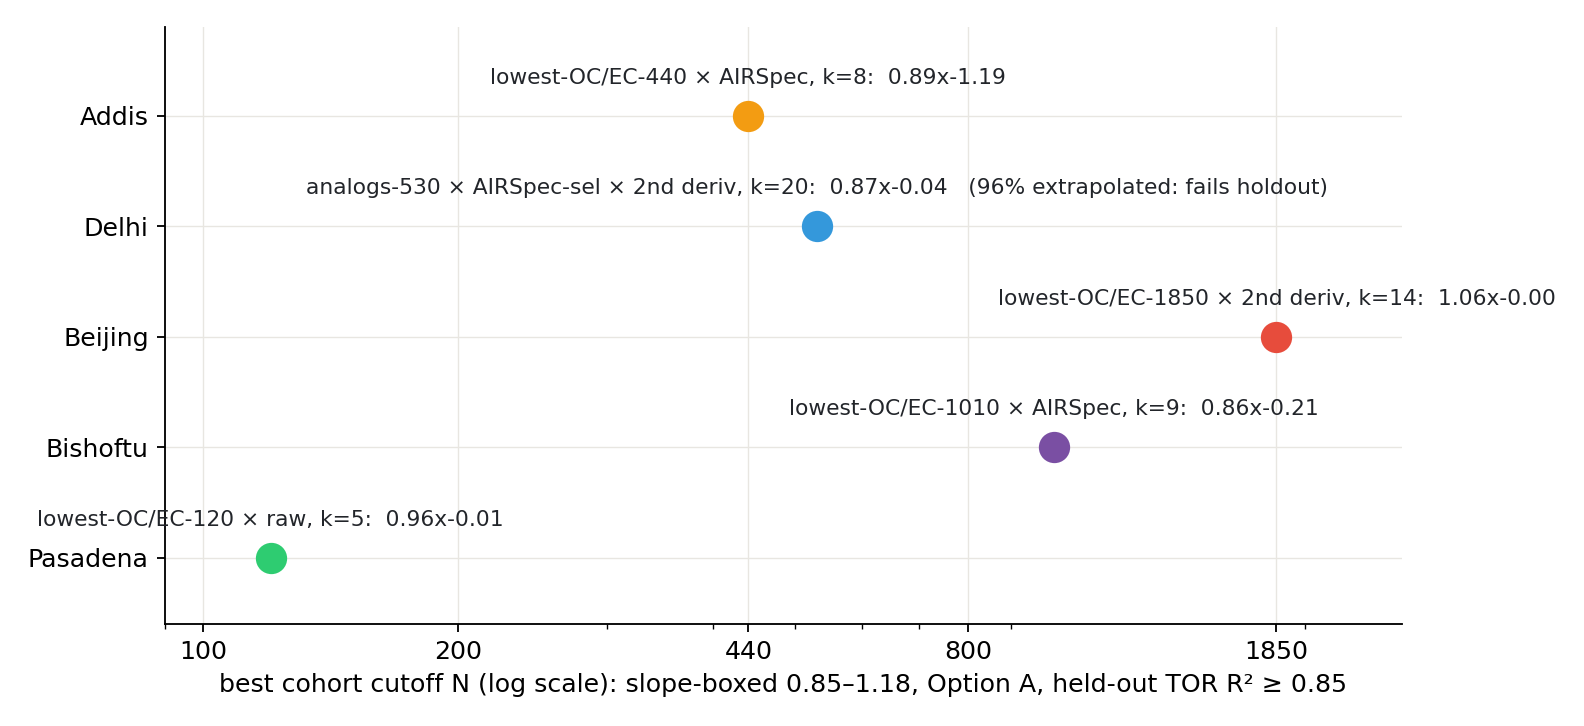 lowest-OC/EC-440 × AIRSpec, k=8:  0.89x-1.19
Addis
analogs-530 × AIRSpec-sel × 2nd deriv, k=20:  0.87x-0.04   (96% extrapolated: fails holdout)
Delhi
lowest-OC/EC-1850 × 2nd deriv, k=14:  1.06x-0.00
Beijing
lowest-OC/EC-1010 × AIRSpec, k=9:  0.86x-0.21
Bishoftu
lowest-OC/EC-120 × raw, k=5:  0.96x-0.01
Pasadena
100 200 440 800 1850
best cohort cutoff N (log scale): slope-boxed 0.85–1.18, Option A, held-out TOR R² ≥ 0.85